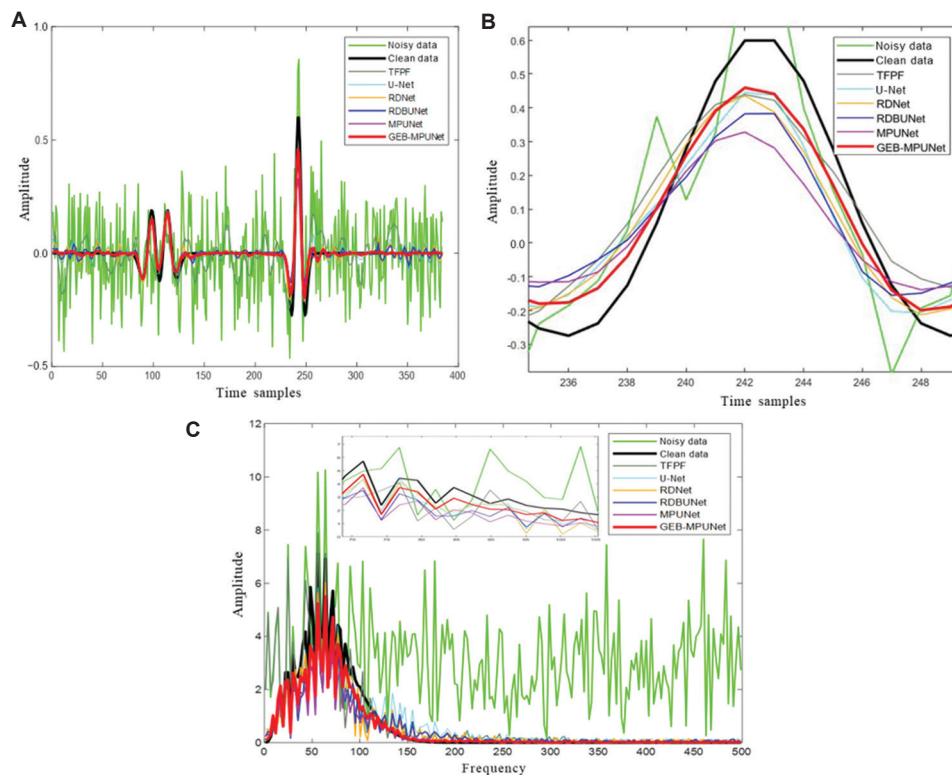 A
1.0
0.5
0.0
−0.5
Amplitude
0
50
100
150
200
250
300
350
400
Time samples
Noisy data
Clean data
TFPF
U-Net
RDNet
RDBUNet
MPUNet
GEB-MPUNet
B
0.6
0.5
0.4
0.3
0.2
0.1
0.0
-0.1
-0.2
-0.3
Amplitude
236
238
240
242
244
246
248
Time samples
Noisy data
Clean data
TFPF
U-Net
RDNet
RDBUNet
MPUNet
GEB-MPUNet
C
12
10
8
6
4
2
0
Amplitude
0
50
100
150
200
250
300
350
400
450
500
Frequency
Noisy data
Clean data
TFPF
U-Net
RDNet
RDBUNet
MPUNet
GEB-MPUNet